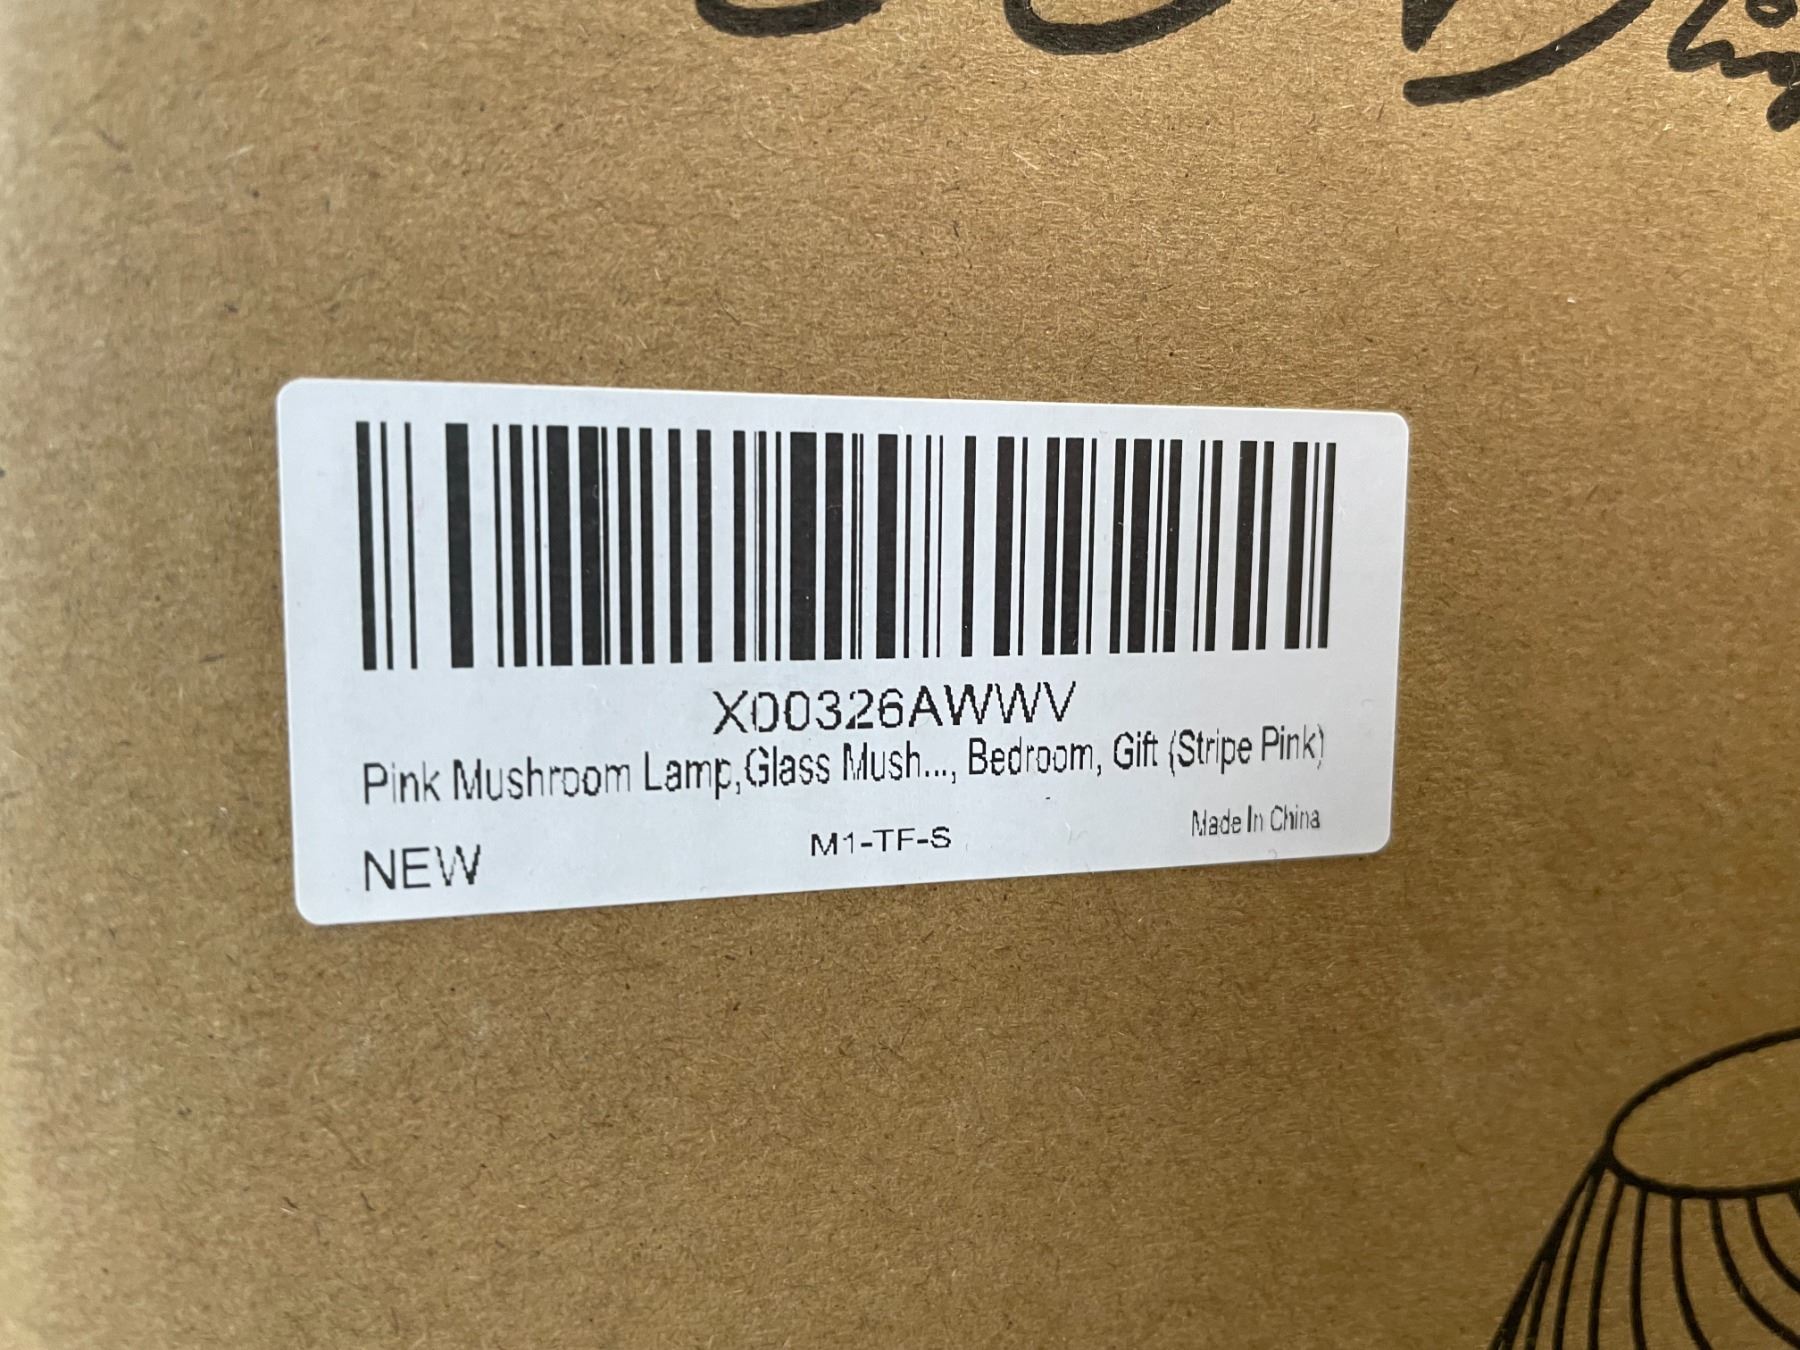 X00326AWWV
Pink Mushroom Lamp,Glass Mush..., Bedroom, Gift (Stripe Pink)
NEW M1-TF-S Made In China